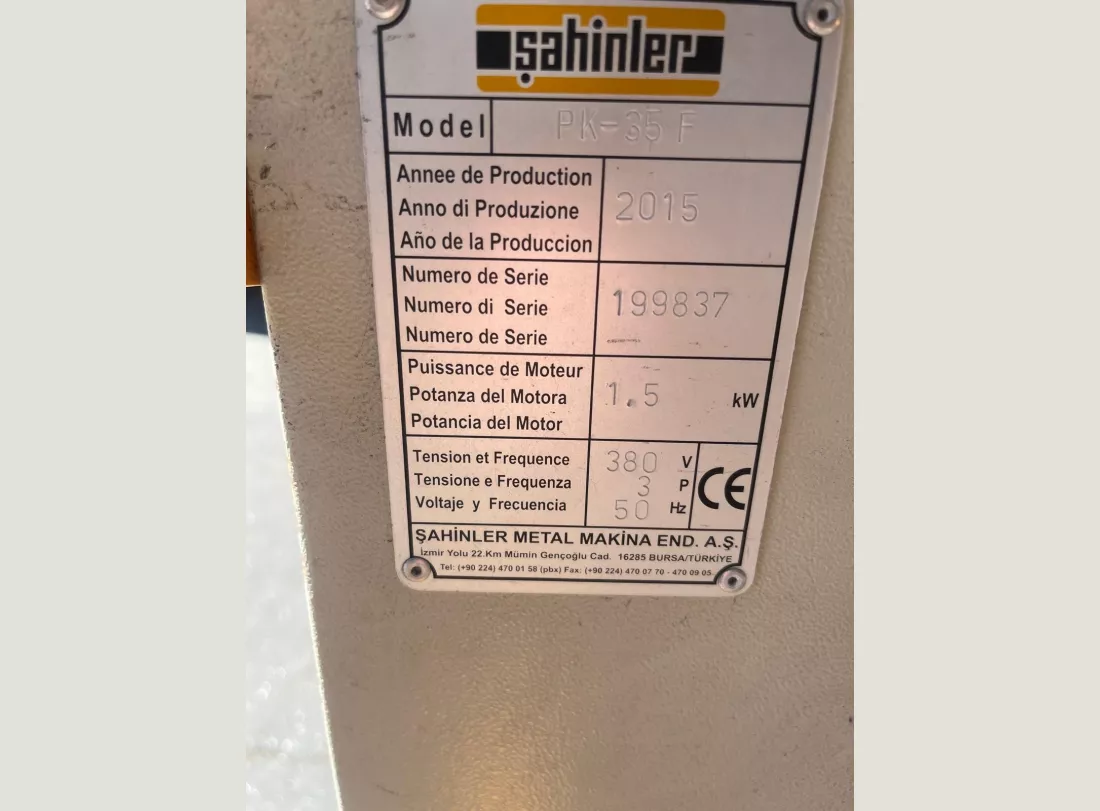 şahinler
Model PK-35 F
Annee de Production
Anno di Produzione 2015
Año de la Produccion
Numero de Serie
Numero di Serie 199837
Numero de Serie
Puissance de Moteur
Potanza del Motora 1.5 kW
Potancia del Motor
Tension et Frequence 380 V
Tensione e Frequenza 3 P
Voltaje y Frecuencia 50 Hz
CE
ŞAHİNLER METAL MAKİNA END. A.Ş.
İzmir Yolu 22.Km Mümin Gençoğlu Cad. 16285 BURSA/TÜRKİYE
Tel: (+90 224) 470 01 58 (pbx) Fax: (+90 224) 470 07 70 - 470 09 05